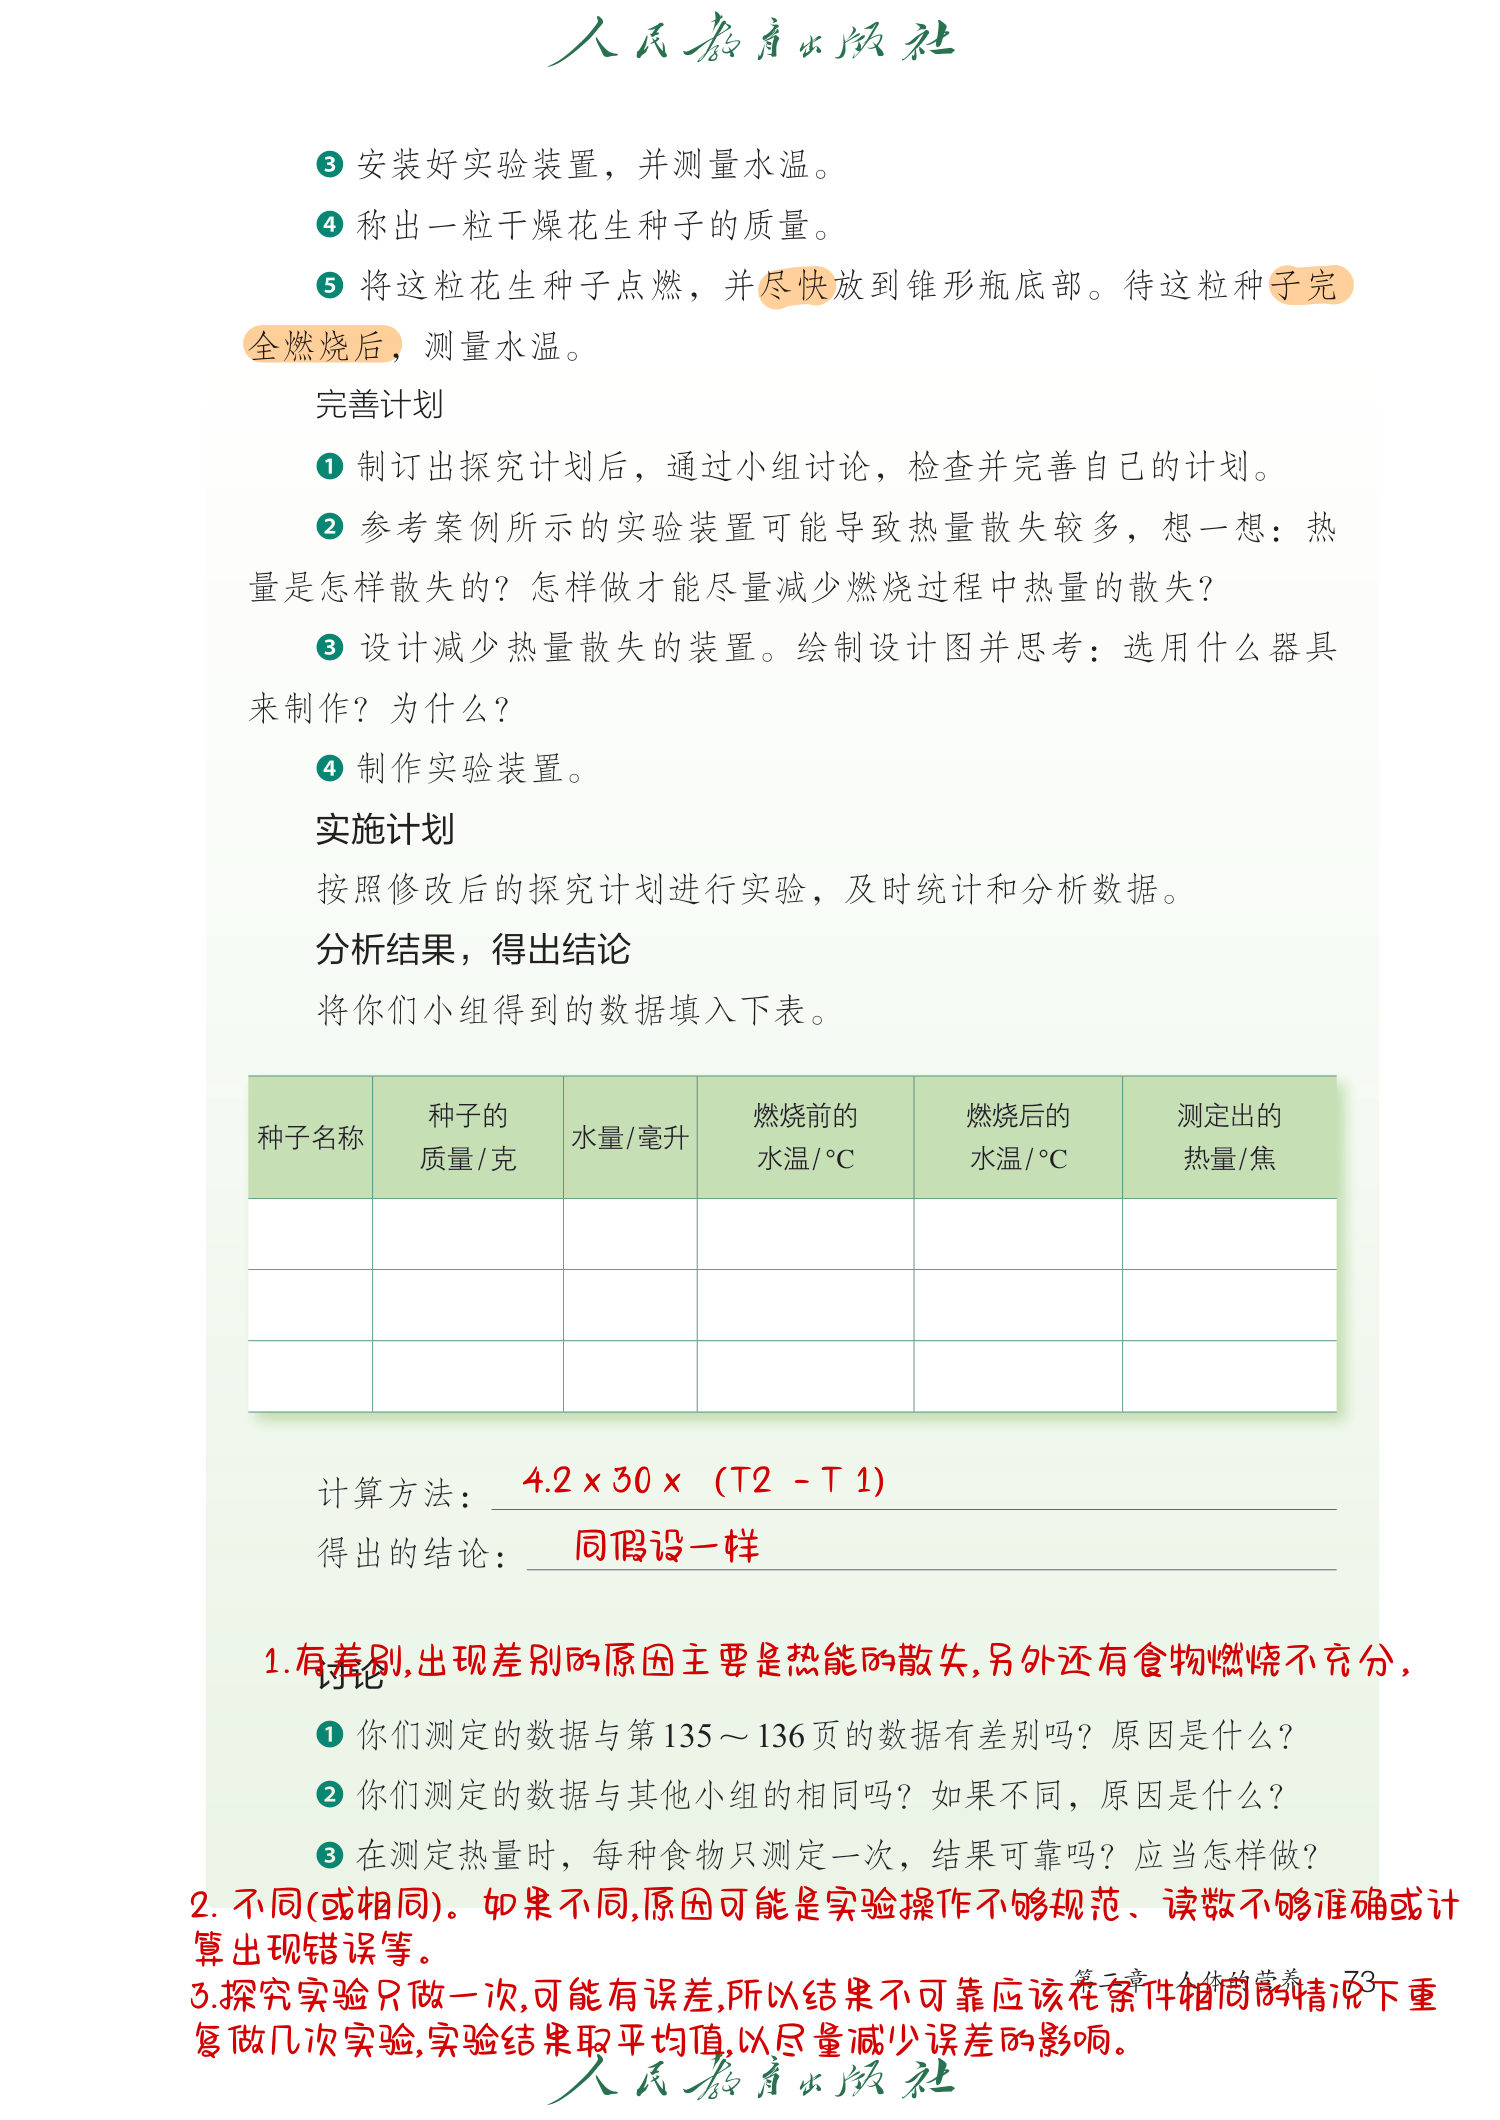 人民教育出版社
❸ 安装好实验装置，并测量水温。
❹ 称出一粒干燥花生种子的质量。
❺ 将这粒花生种子点燃，并尽快放到锥形瓶底部。待这粒种子完
全燃烧后，测量水温。
完善计划
❶ 制订出探究计划后，通过小组讨论，检查并完善自己的计划。
❷ 参考案例所示的实验装置可能导致热量散失较多，想一想：热
量是怎样散失的？怎样做才能尽量减少燃烧过程中热量的散失？
❸ 设计减少热量散失的装置。绘制设计图并思考：选用什么器具
来制作？为什么？
❹ 制作实验装置。
实施计划
按照修改后的探究计划进行实验，及时统计和分析数据。
分析结果，得出结论
将你们小组得到的数据填入下表。
种子名称 种子的质量/克 水量/毫升 燃烧前的水温/℃ 燃烧后的水温/℃ 测定出的热量/焦
计算方法： 4.2 x 30 x （T2 - T 1)
得出的结论： 同假设一样
1.有差别,出现差别的原因主要是热能的散失,另外还有食物燃烧不充分，
讨论
❶ 你们测定的数据与第135～136页的数据有差别吗？原因是什么？
❷ 你们测定的数据与其他小组的相同吗？如果不同，原因是什么？
❸ 在测定热量时，每种食物只测定一次，结果可靠吗？应当怎样做？
2. 不同(或相同)。如果不同,原因可能是实验操作不够规范、读数不够准确或计
算出现错误等。
第二章 人体的营养 73
3.探究实验只做一次,可能有误差,所以结果不可靠应该在条件相同的情况下重
复做几次实验,实验结果取平均值,以尽量减少误差的影响。
人民教育出版社